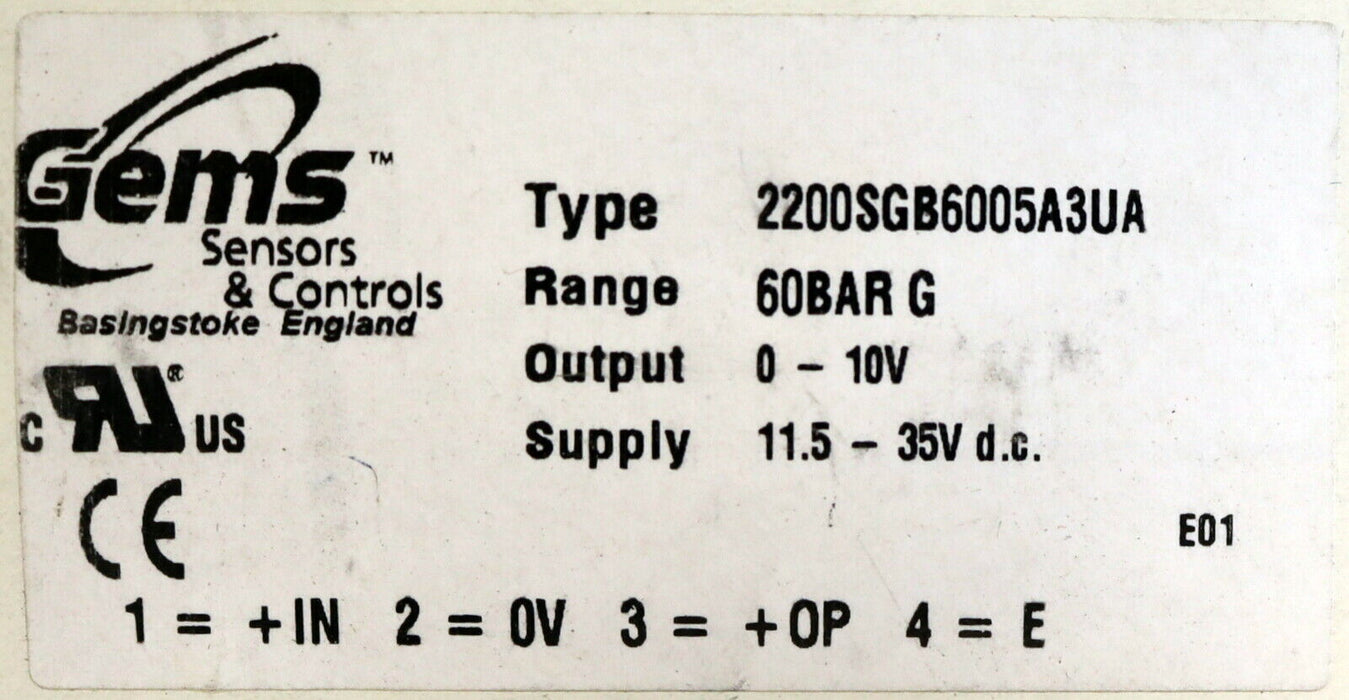 Gems™
Sensors
& Controls
Basingstoke England
Type 2200SGB6005A3UA
Range 60BAR G
Output 0 – 10V
Supply 11.5 – 35V d.c.
C RU® US
CE
E01
1 = +IN 2 = 0V 3 = +OP 4 = E